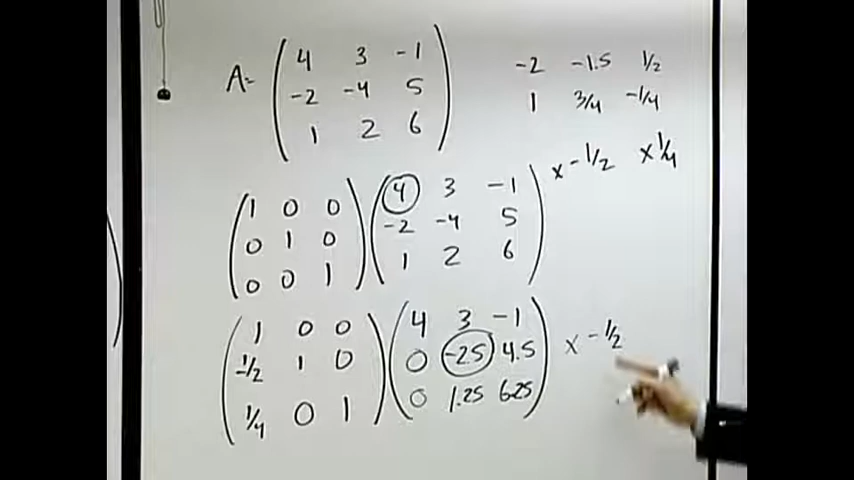 A= ( 4 3 -1 ) -2 -1.5 1/2
( -2 -4 5 ) 1 3/4 -1/4
( 1 2 6 )
( 1 0 0 ) ( 4 3 -1 ) x -1/2 x 1/4
( 0 1 0 ) ( -2 -4 5 )
( 0 0 1 ) ( 1 2 6 )
( 1 0 0 ) ( 4 3 -1 )
( -1/2 1 0 ) ( 0 -2.5 4.5 ) x -1/2
( 1/4 0 1 ) ( 0 1.25 6.25 )